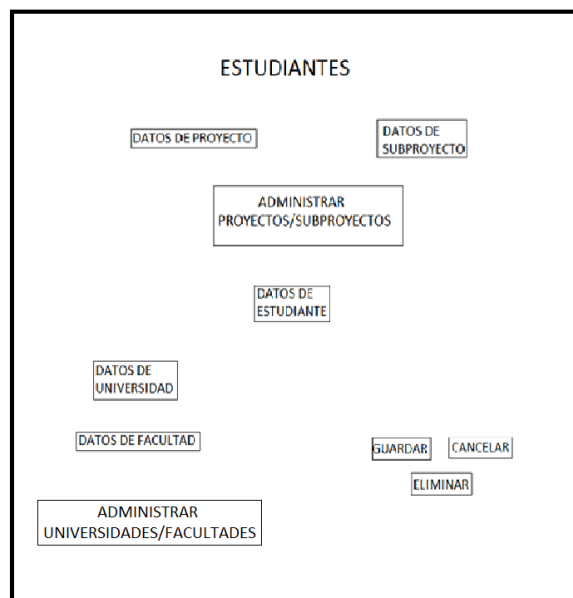 ESTUDIANTES
DATOS DE PROYECTO
DATOS DE
SUBPROYECTO
ADMINISTRAR
PROYECTOS/SUBPROYECTOS
DATOS DE
ESTUDIANTE
DATOS DE
UNIVERSIDAD
DATOS DE FACULTAD
GUARDAR
CANCELAR
ELIMINAR
ADMINISTRAR
UNIVERSIDADES/FACULTADES